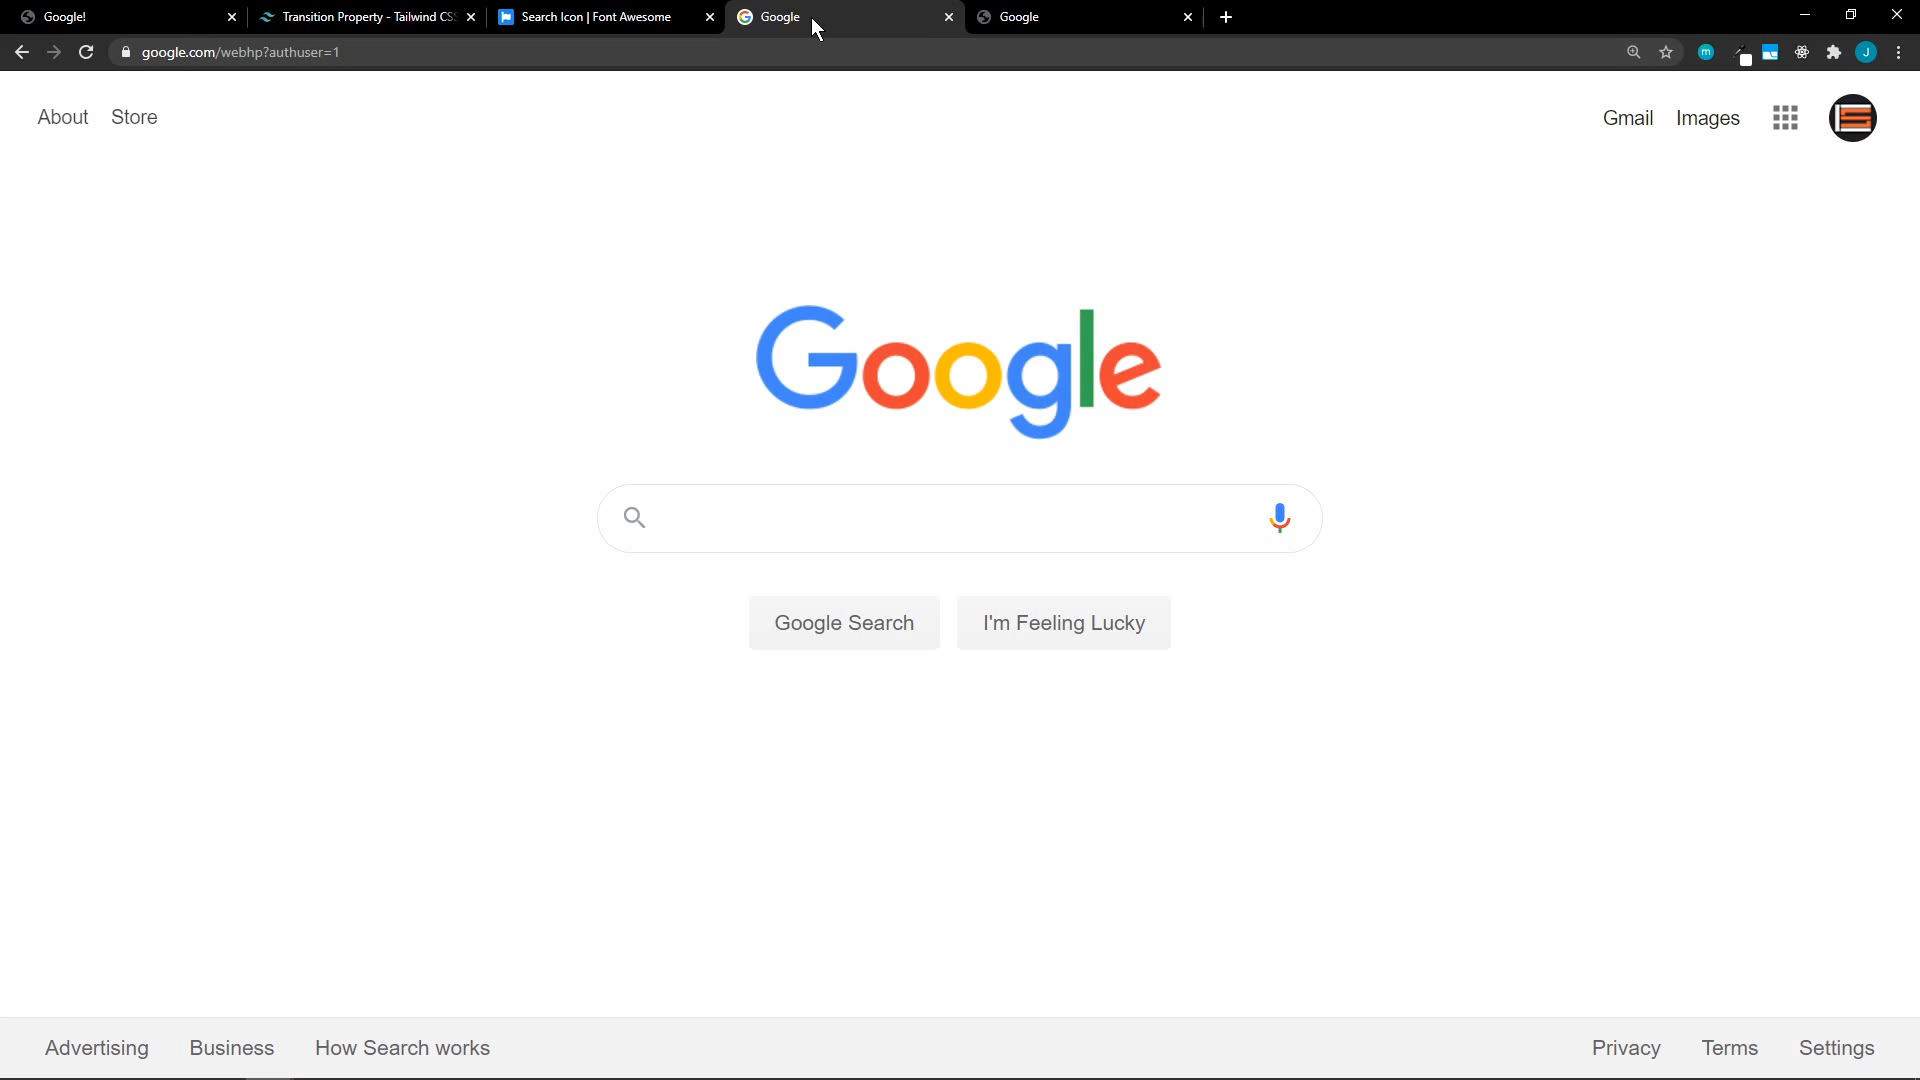 Google!
Transition Property - Tailwind CSS
Search Icon | Font Awesome
Google
Google
google.com/webhp?authuser=1
m
J
About Store
Gmail Images
Google
Google Search
I'm Feeling Lucky
Advertising Business How Search works
Privacy Terms Settings